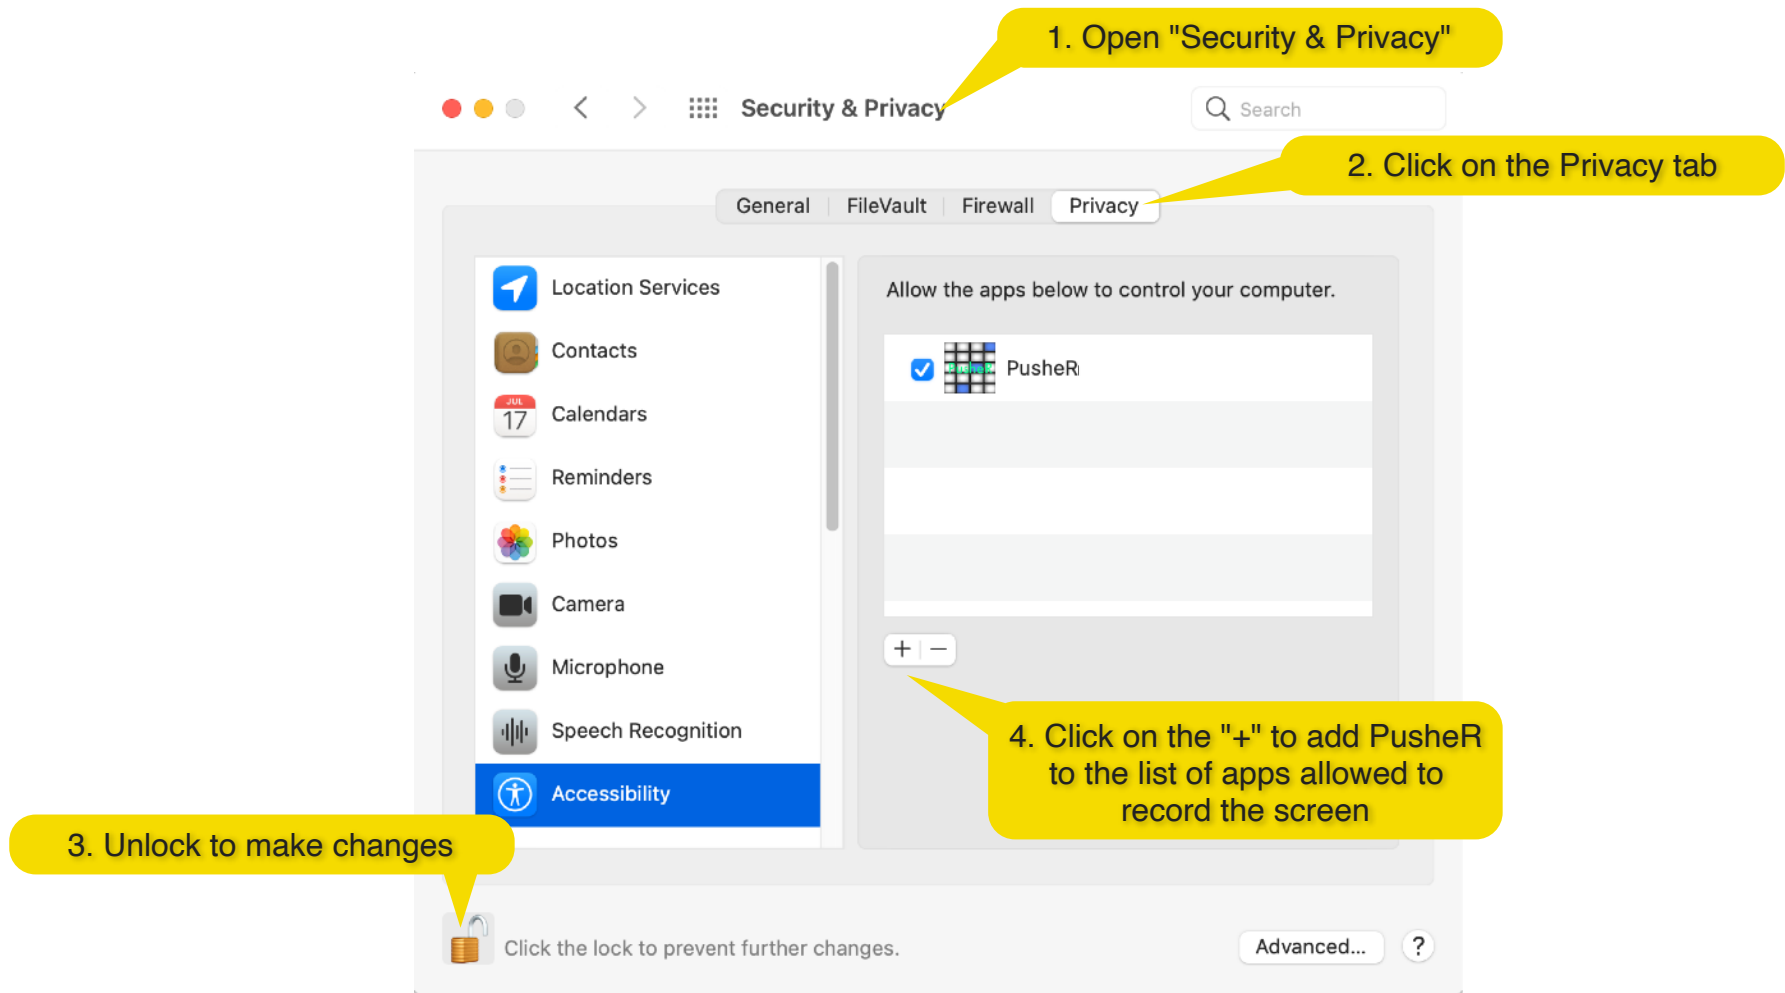 1. Open "Security & Privacy"
Security & Privacy
Search
2. Click on the Privacy tab
General
FileVault
Firewall
Privacy
Location Services
Contacts
JUL
17
Calendars
Reminders
Photos
Camera
Microphone
Speech Recognition
Accessibility
Allow the apps below to control your computer.
PusheR
PusheR
+
−
4. Click on the "+" to add PusheR
to the list of apps allowed to
record the screen
3. Unlock to make changes
Click the lock to prevent further changes.
Advanced...
?